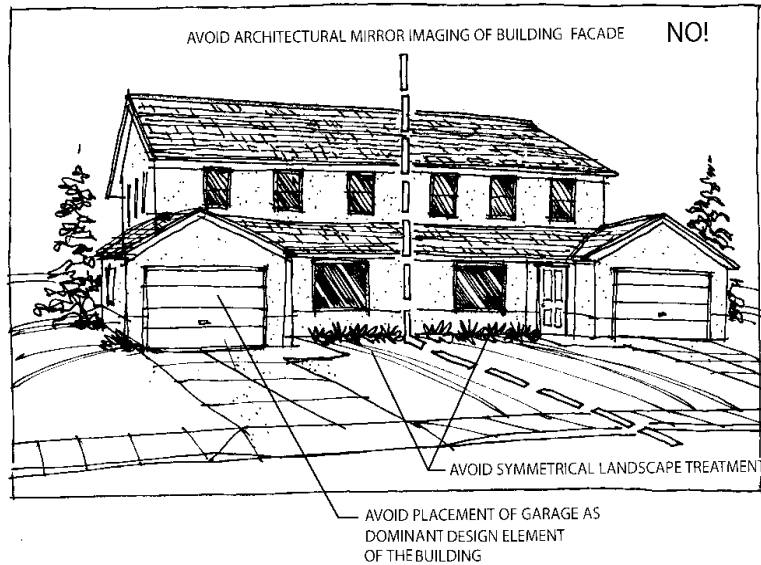 AVOID ARCHITECTURAL MIRROR IMAGING OF BUILDING FACADE NO!
AVOID SYMMETRICAL LANDSCAPE TREATMENT
AVOID PLACEMENT OF GARAGE AS
DOMINANT DESIGN ELEMENT
OF THE BUILDING